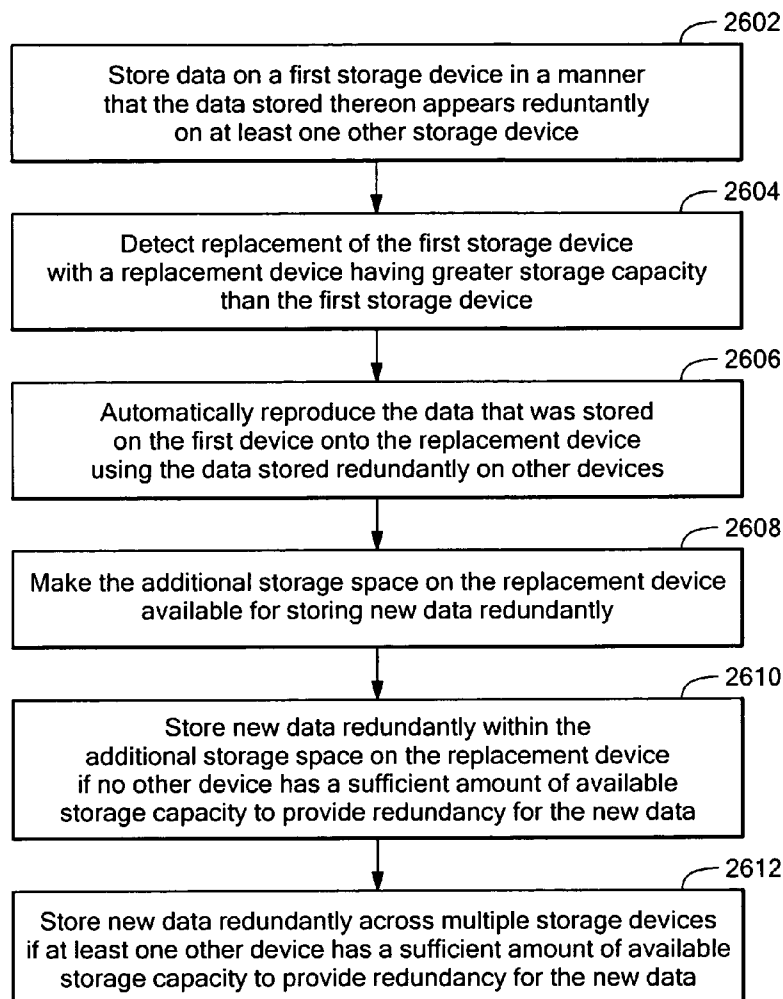 2602
Store data on a first storage device in a manner
that the data stored thereon appears reduntantly
on at least one other storage device
2604
Detect replacement of the first storage device
with a replacement device having greater storage capacity
than the first storage device
2606
Automatically reproduce the data that was stored
on the first device onto the replacement device
using the data stored redundantly on other devices
2608
Make the additional storage space on the replacement device
available for storing new data redundantly
2610
Store new data redundantly within the
additional storage space on the replacement device
if no other device has a sufficient amount of available
storage capacity to provide redundancy for the new data
2612
Store new data redundantly across multiple storage devices
if at least one other device has a sufficient amount of available
storage capacity to provide redundancy for the new data